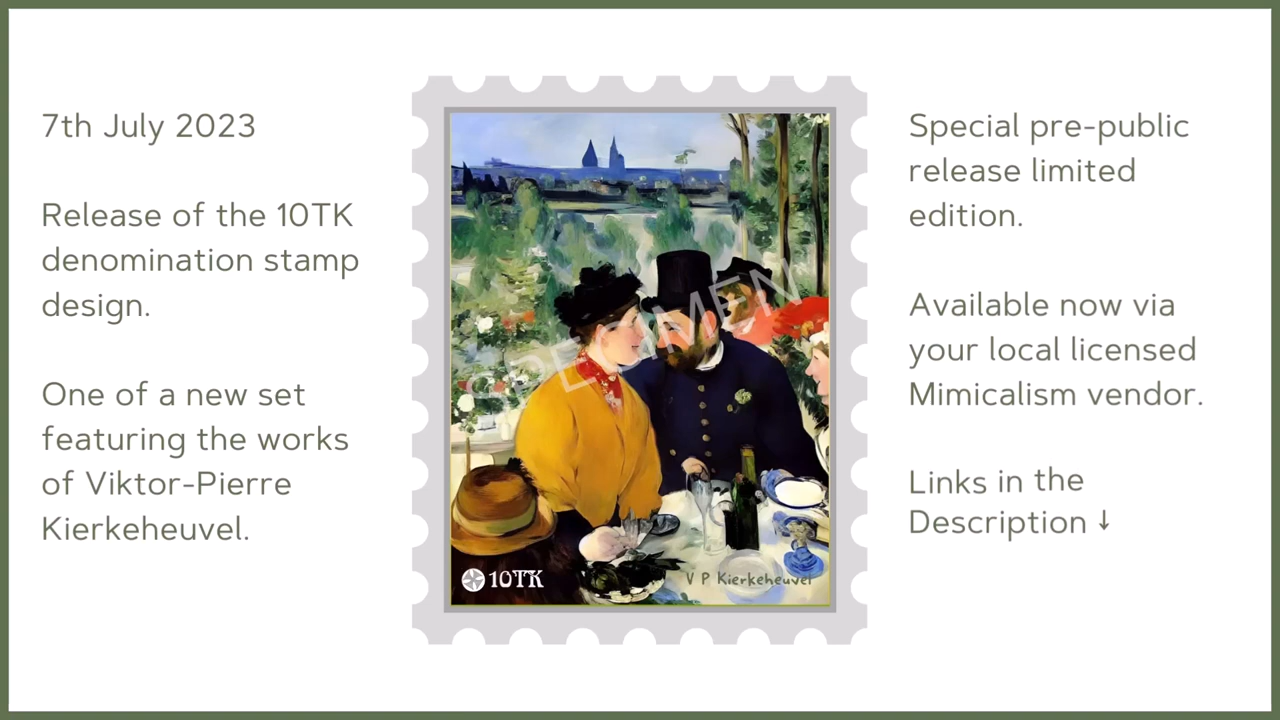 7th July 2023
Release of the 10TK
denomination stamp
design.
One of a new set
featuring the works
of Viktor-Pierre
Kierkeheuvel.
SPECIMEN
10TK
V P Kierkeheuvel
Special pre-public
release limited
edition.
Available now via
your local licensed
Mimicalism vendor.
Links in the
Description ↓